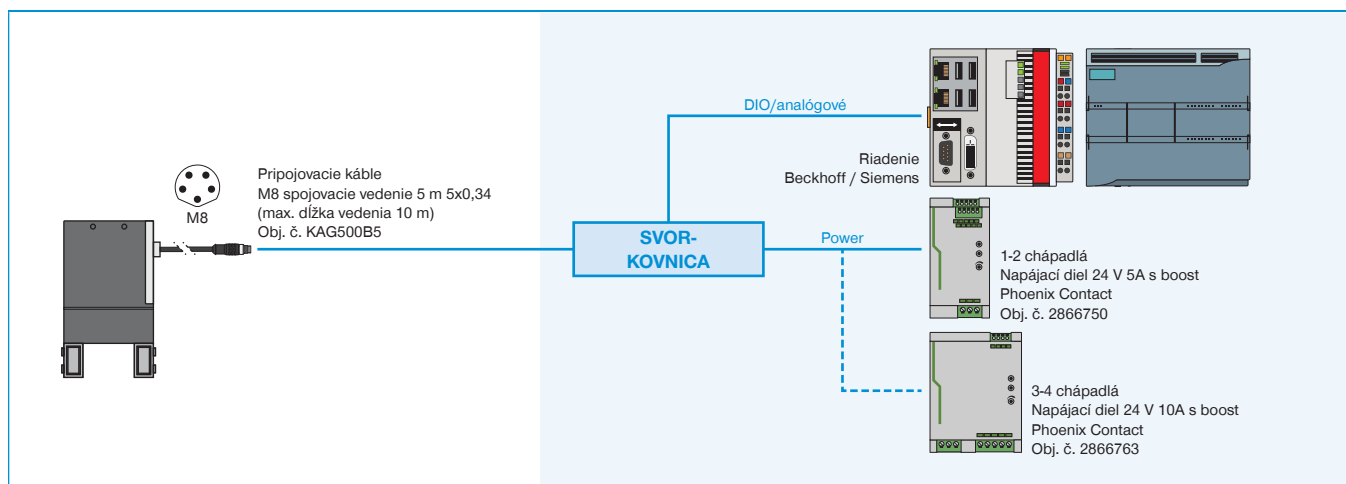 DIO/analógové
Riadenie
Beckhoff / Siemens
M8
Pripojovacie káble
M8 spojovacie vedenie 5 m 5x0,34
(max. dĺžka vedenia 10 m)
Obj. č. KAG500B5
SVOR-
KOVNICA
Power
1-2 chápadlá
Napájací diel 24 V 5A s boost
Phoenix Contact
Obj. č. 2866750
3-4 chápadlá
Napájací diel 24 V 10A s boost
Phoenix Contact
Obj. č. 2866763